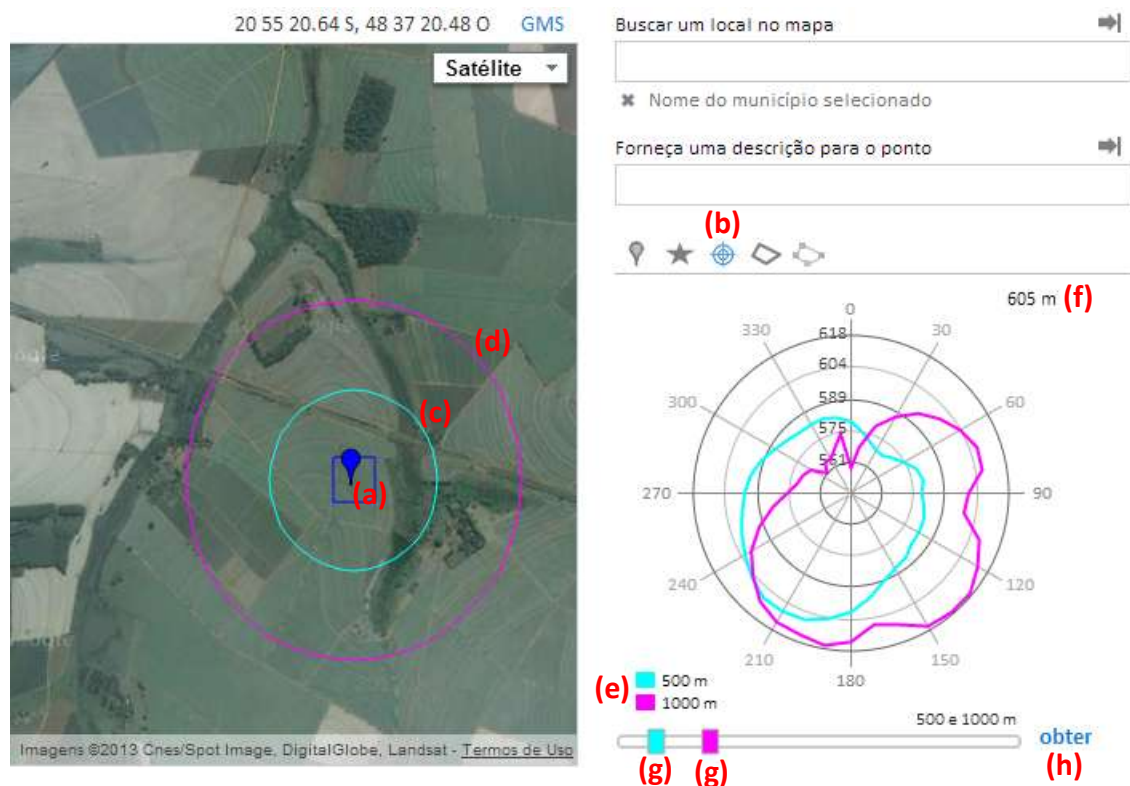 20 55 20.64 S, 48 37 20.48 O GMS
Satélite
(d)
(c)
(a)
Imagens ©2013 Cnes/Spot Image, DigitalGlobe, Landsat - Termos de Uso
Buscar um local no mapa
Nome do município selecionado
Forneça uma descrição para o ponto
(b)
605 m (f)
0
30
60
90
120
150
180
210
240
270
300
330
618
604
589
575
561
(e)
500 m
1000 m
500 e 1000 m
obter
(g)
(g)
(h)